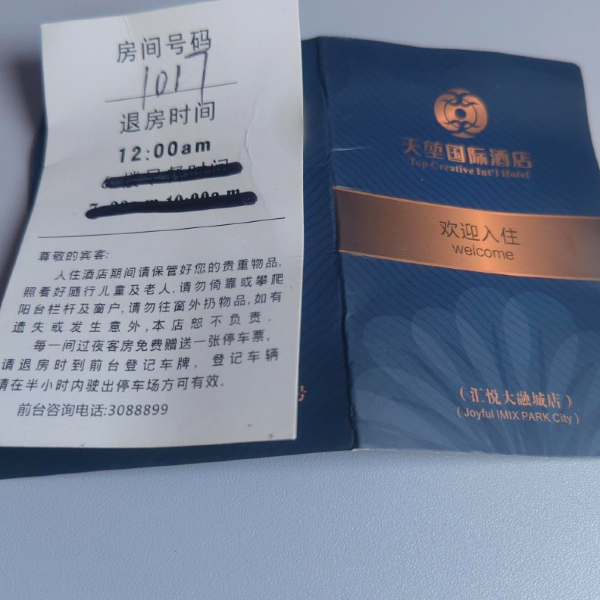 房间号码
1017
退房时间
12:00am
尊敬的宾客:
入住酒店期间请保管好您的贵重物品,
照看好随行儿童及老人,请勿倚靠或攀爬
阳台栏杆及窗户,请勿往窗外扔物品,如有
遗失或发生意外,本店恕不负责.
每一间过夜客房免费赠送一张停车票,
请退房时到前台登记车牌,登记车辆
请在半小时内驶出停车场方可有效。
前台咨询电话:3088899
号
天堃国际酒店
Top Creative Int'l Hotel
欢迎入住
welcome
(汇悦大融城店)
(Joyful IMIX PARK City)